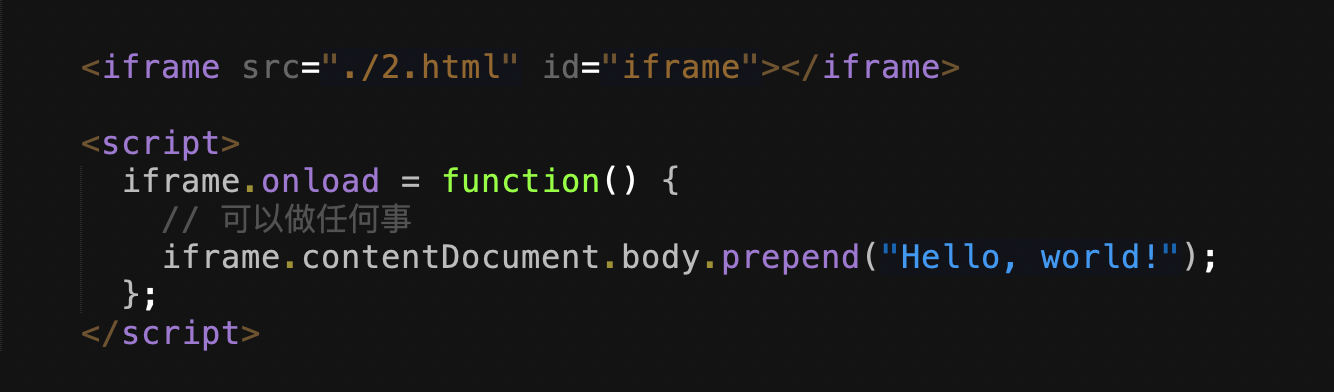 <iframe src="./2.html" id="iframe"></iframe>
<script>
iframe.onload = function() {
// 可以做任何事
iframe.contentDocument.body.prepend("Hello, world!");
};
</script>